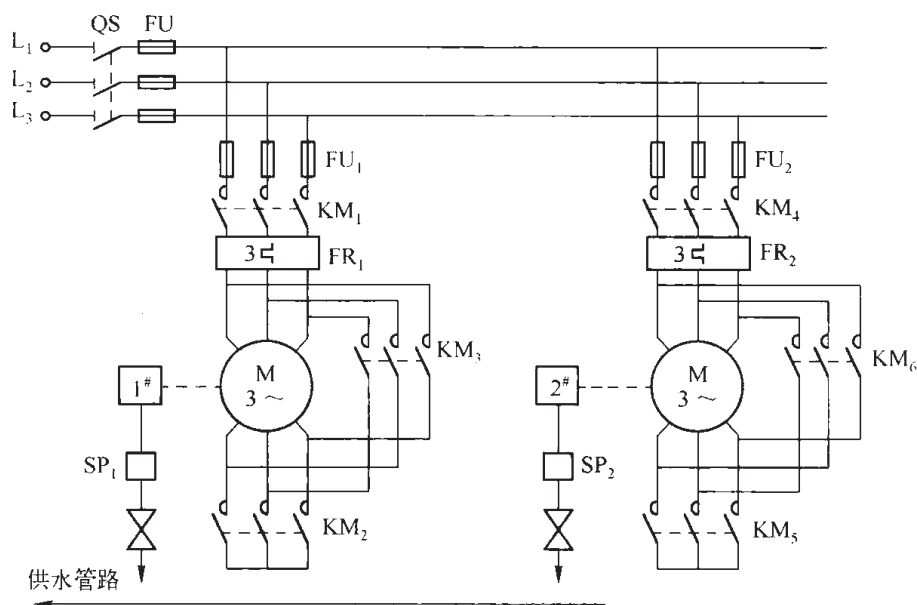 QS FU
L₁
L₂
L₃
FU₁ FU₂
KM₁ KM₄
3 FR₁ 3 FR₂
KM₃ KM₆
M 3～ M 3～
1# 2#
SP₁ SP₂
KM₂ KM₅
供水管路